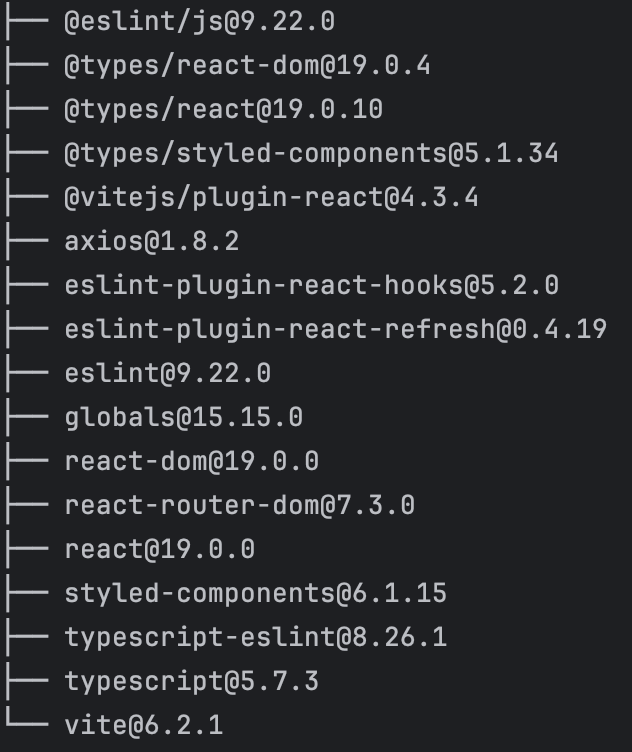 ├── @eslint/js@9.22.0
├── @types/react-dom@19.0.4
├── @types/react@19.0.10
├── @types/styled-components@5.1.34
├── @vitejs/plugin-react@4.3.4
├── axios@1.8.2
├── eslint-plugin-react-hooks@5.2.0
├── eslint-plugin-react-refresh@0.4.19
├── eslint@9.22.0
├── globals@15.15.0
├── react-dom@19.0.0
├── react-router-dom@7.3.0
├── react@19.0.0
├── styled-components@6.1.15
├── typescript-eslint@8.26.1
├── typescript@5.7.3
└── vite@6.2.1